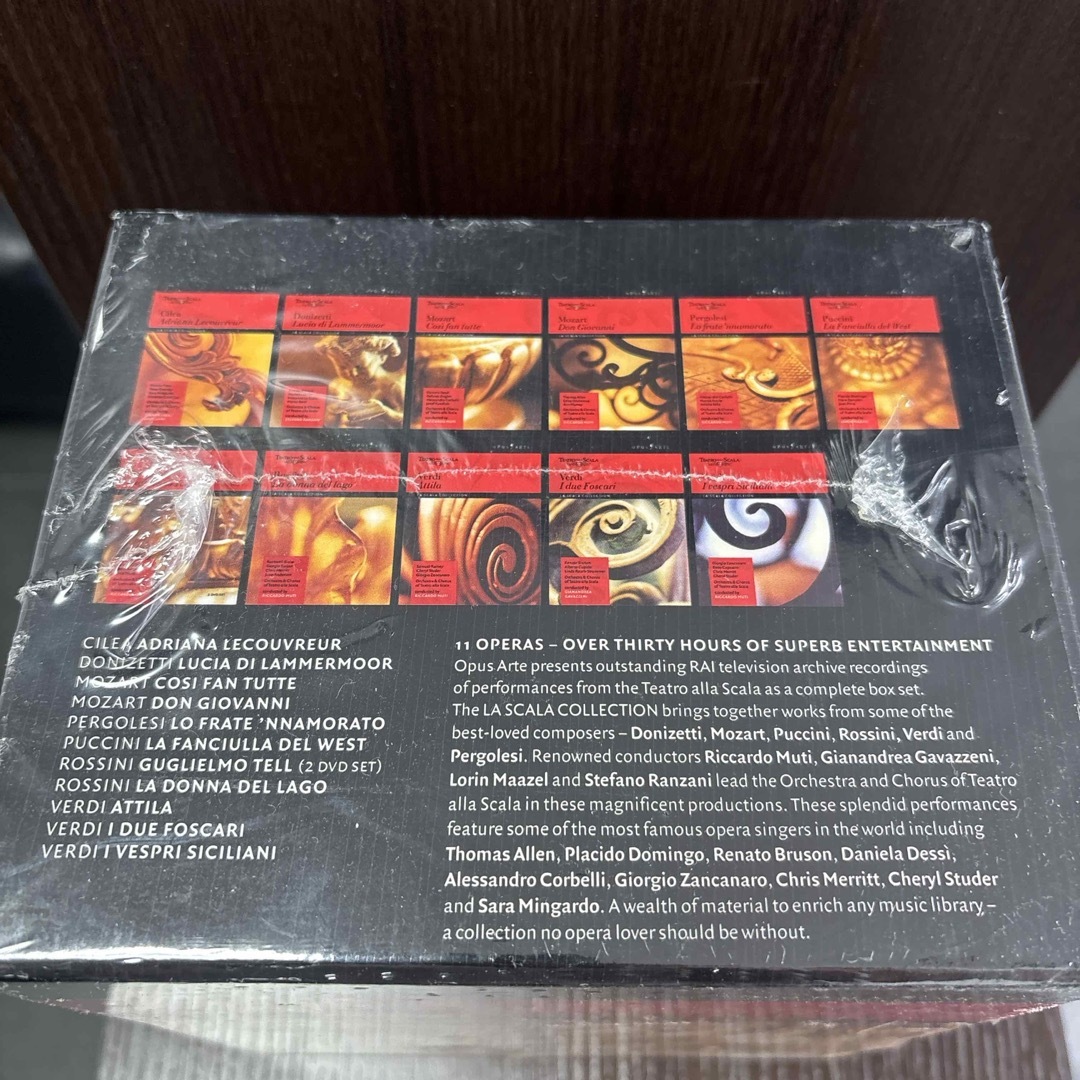 Cilea
Adriana Lecouvreur
Donizetti
Lucia di Lammermoor
Mozart
Così fan tutte
Mozart
Don Giovanni
Pergolesi
Lo frate 'nnamorato
Puccini
La Fanciulla del West
La donna del lago
Verdi
Attila
Verdi
I due Foscari
I vespri Siciliani
CILEA ADRIANA LECOUVREUR
DONIZETTI LUCIA DI LAMMERMOOR
MOZART COSI FAN TUTTE
MOZART DON GIOVANNI
PERGOLESI LO FRATE 'NNAMORATO
PUCCINI LA FANCIULLA DEL WEST
ROSSINI GUGLIELMO TELL (2 DVD SET)
ROSSINI LA DONNA DEL LAGO
VERDI ATTILA
VERDI I DUE FOSCARI
VERDI I VESPRI SICILIANI
11 OPERAS – OVER THIRTY HOURS OF SUPERB ENTERTAINMENT
Opus Arte presents outstanding RAI television archive recordings
of performances from the Teatro alla Scala as a complete box set.
The LA SCALA COLLECTION brings together works from some of the
best-loved composers – Donizetti, Mozart, Puccini, Rossini, Verdi and
Pergolesi. Renowned conductors Riccardo Muti, Gianandrea Gavazzeni,
Lorin Maazel and Stefano Ranzani lead the Orchestra and Chorus of Teatro
alla Scala in these magnificent productions. These splendid performances
feature some of the most famous opera singers in the world including
Thomas Allen, Placido Domingo, Renato Bruson, Daniela Dessì,
Alessandro Corbelli, Giorgio Zancanaro, Chris Merritt, Cheryl Studer
and Sara Mingardo. A wealth of material to enrich any music library –
a collection no opera lover should be without.